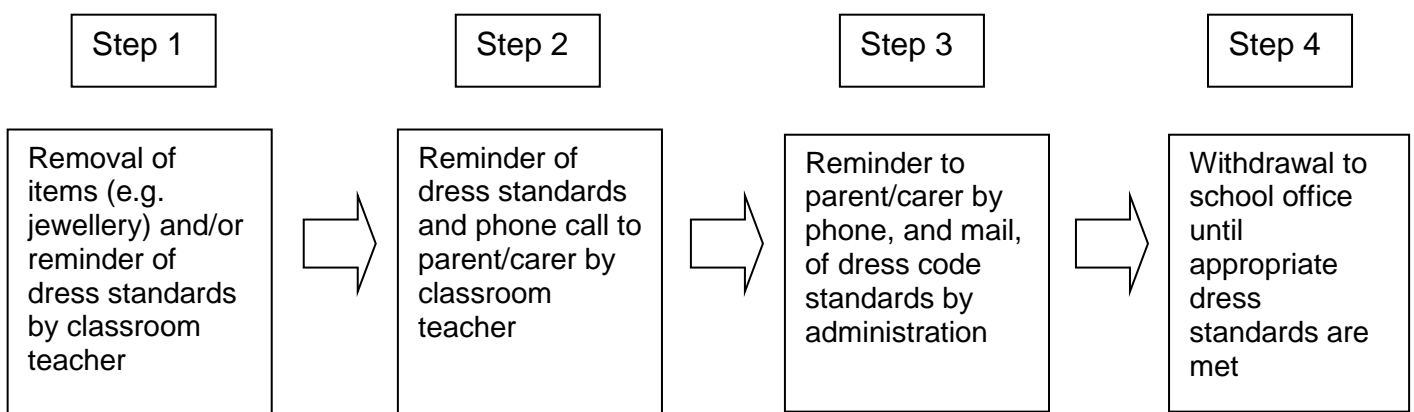 Step 1
Step 2
Step 3
Step 4
Removal of
items (e.g.
jewellery) and/or
reminder of
dress standards
by classroom
teacher
Reminder of
dress standards
and phone call to
parent/carer by
classroom
teacher
Reminder to
parent/carer by
phone, and mail,
of dress code
standards by
administration
Withdrawal to
school office
until
appropriate
dress
standards are
met